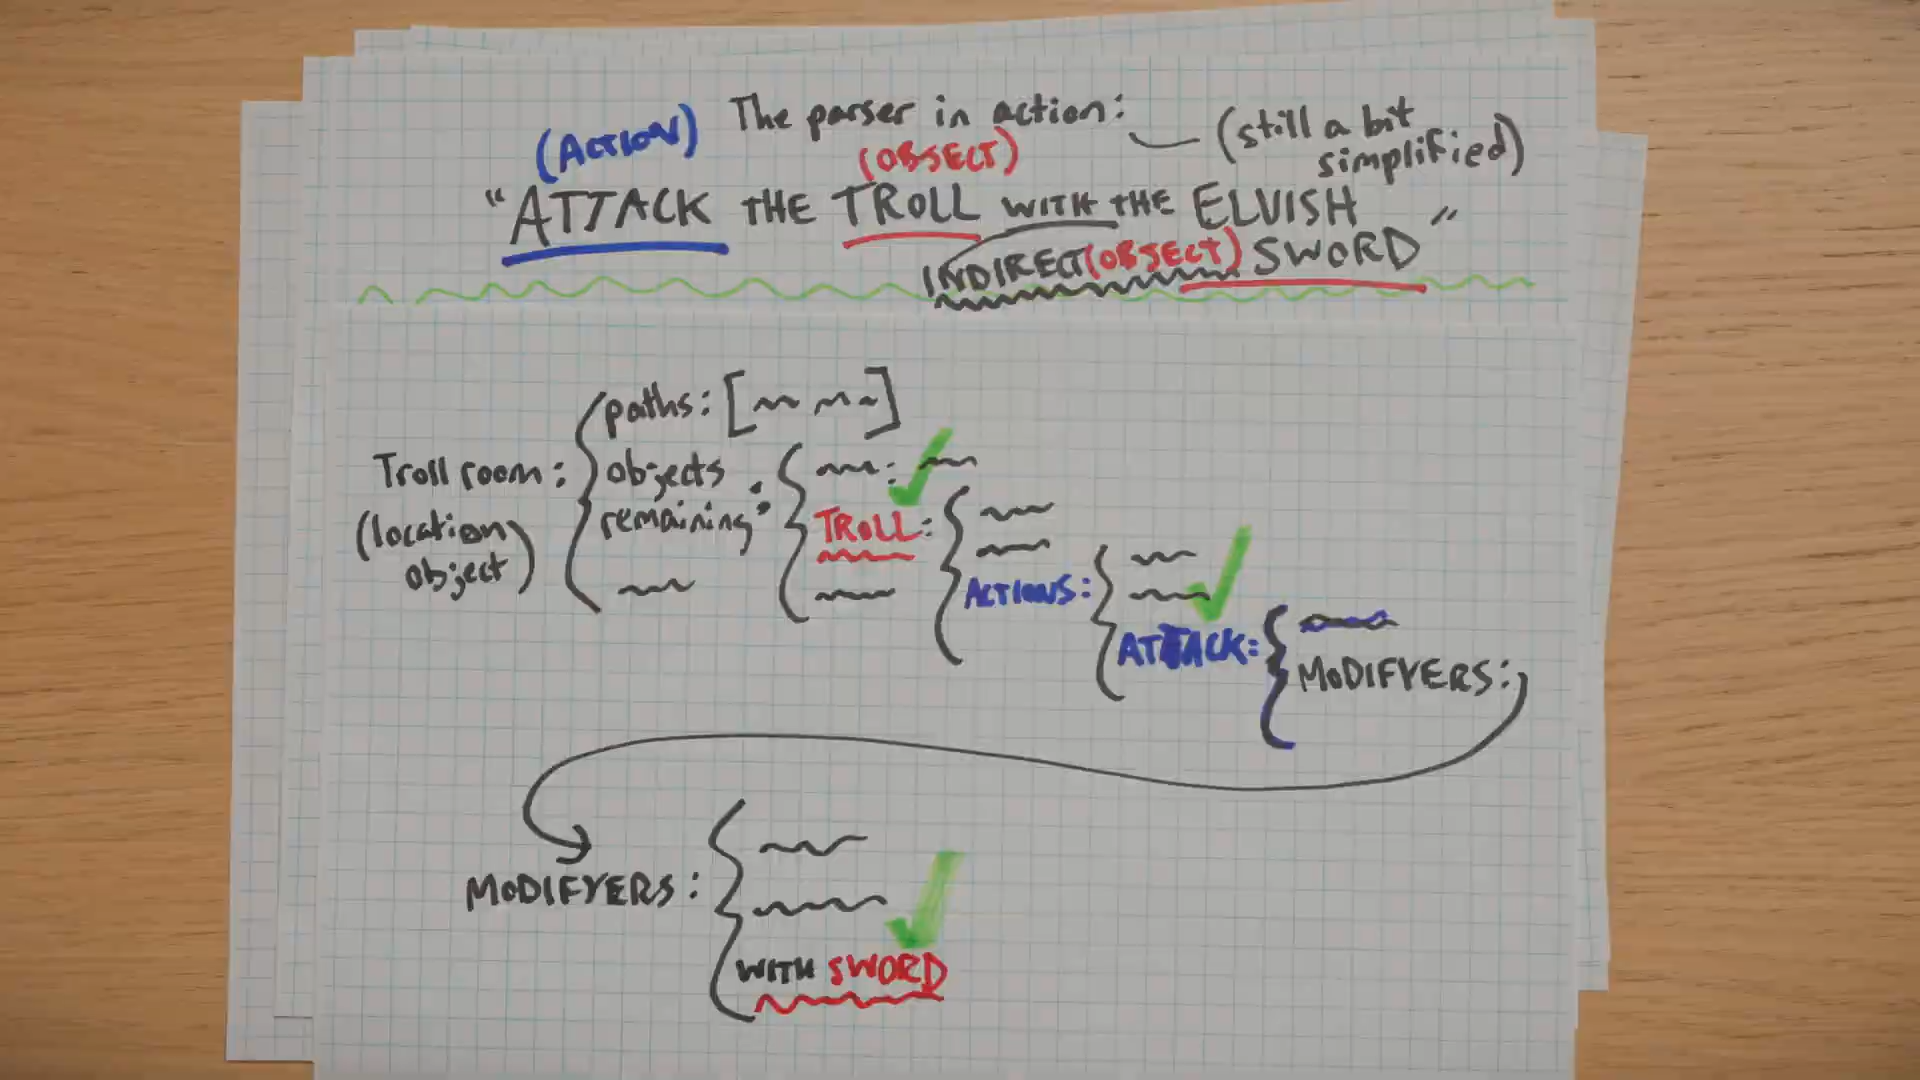 The parser in action:
(still a bit
simplified)
(ACTION)
(OBJECT)
"ATTACK THE TROLL WITH THE ELVISH
INDIRECT (OBJECT) SWORD"
paths: [
Troll room:
(location
object)
objects
remaining:
TROLL:
ACTIONS:
ATTACK:
MODIFYERS:
MODIFYERS:
WITH SWORD